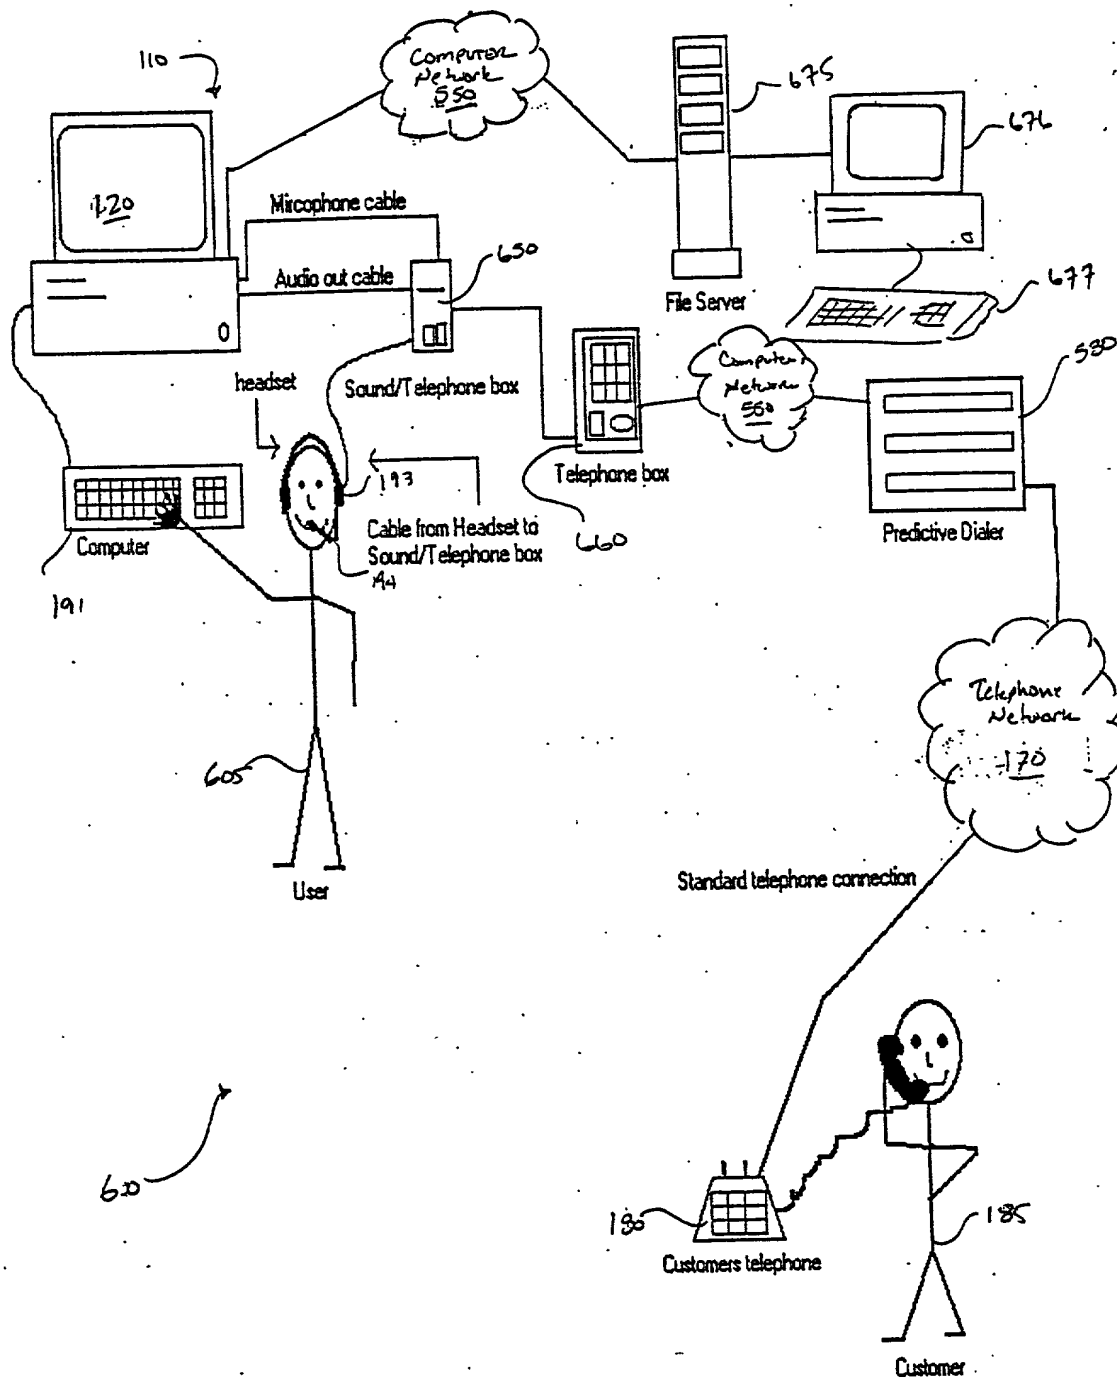 110
Computer
Network
550
675
676
120
Mircophone cable
650
Audio out cable
File Server
677
headset
Sound/Telephone box
Computer
Network
550
530
193
Telephone box
Predictive Dialer
Computer
Cable from Headset to
Sound/Telephone box
660
194
191
Telephone
Network
170
605
User
Standard telephone connection
600
180
185
Customers telephone
Customer